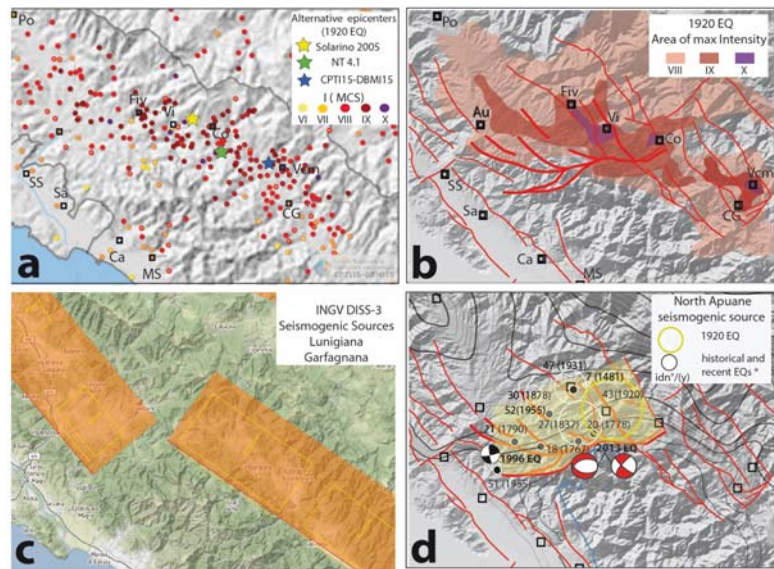 Po
Alternative epicenters
(1920 EQ)
Solarino 2005
NT 4.1
CPTI15-DBMI15
I (MCS)
VI VII VIII IX X
Fiv
Vi
Co
Vcm
SS
Sa
CG
Ca
MS
a
Po
1920 EQ
Area of max Intensity
VIII IX X
Fiv
Au
Vi
Co
Vcm
SS
CG
Sa
Ca
MS
b
INGV DISS-3
Seismogenic Sources
Lunigiana
Garfagnana
c
North Apuane
seismogenic source
1920 EQ
historical and
recent EQs *
idn°/(y)
47 (1931)
7 (1481)
30 (1878)
43(1920)
52(1955)
27(1837)
20 (1778)
21 (1790)
18 (1767)
2013 EQ
1996 EQ
51 (1955)
d